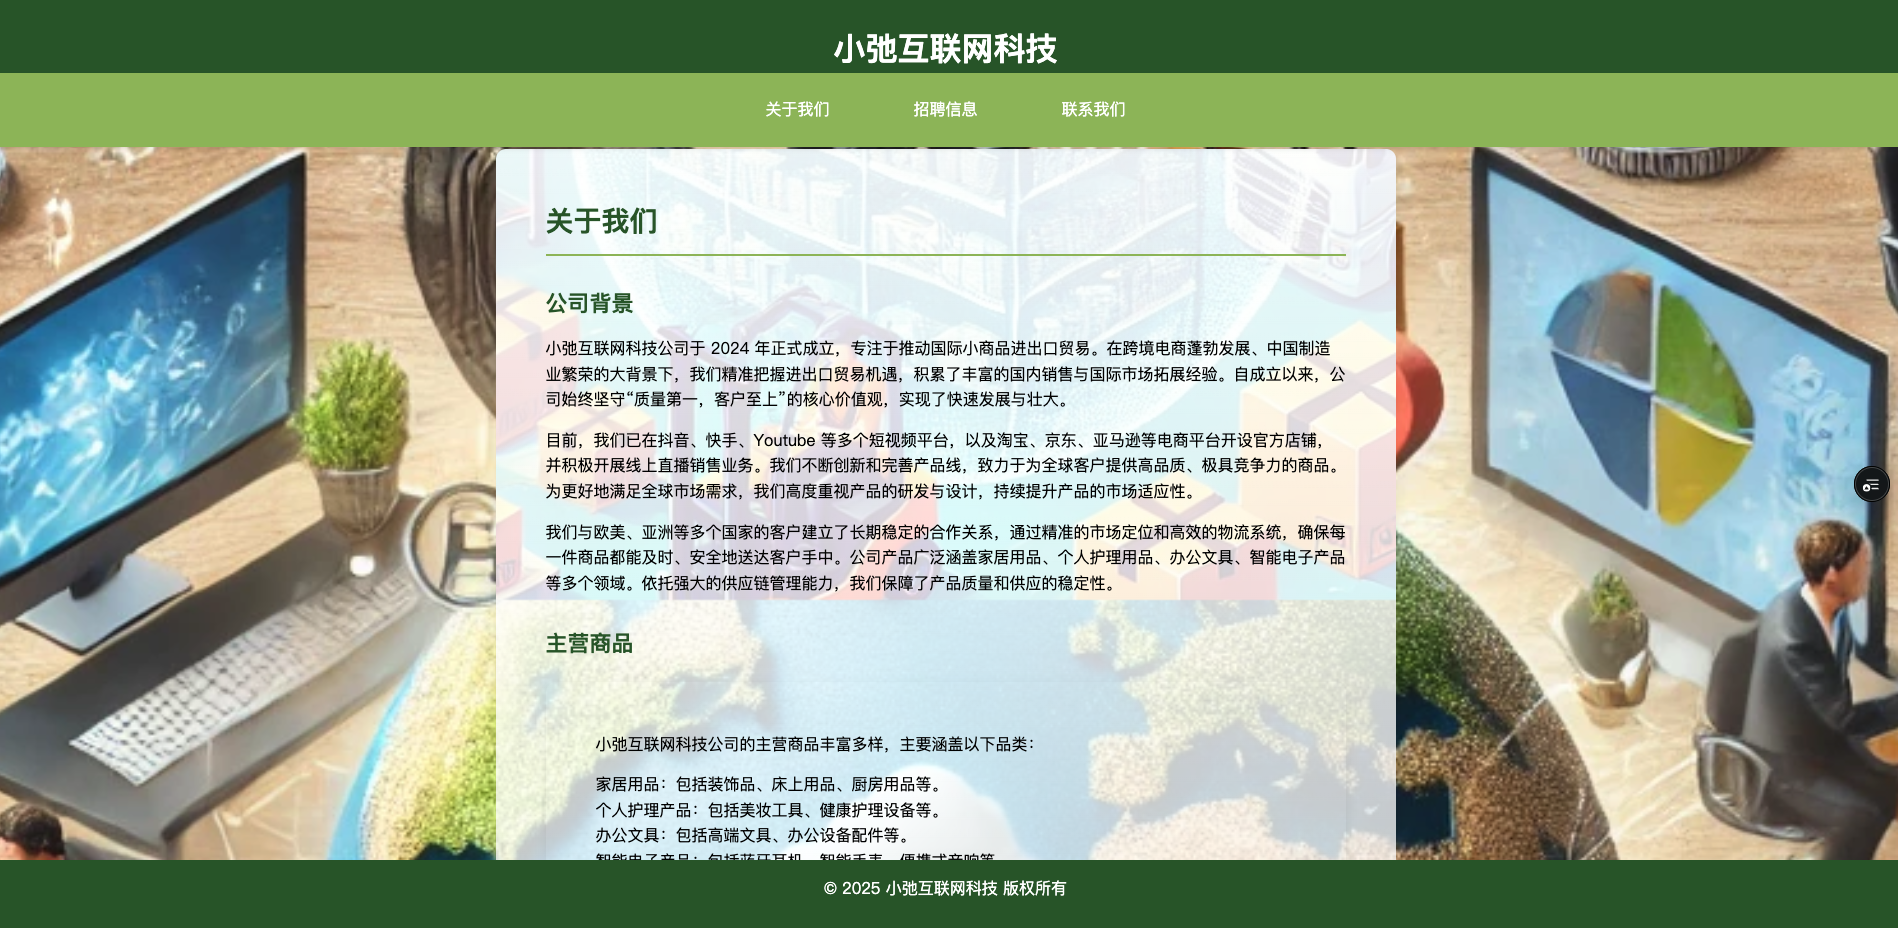 小弛互联网科技
关于我们 招聘信息 联系我们
关于我们
公司背景
小弛互联网科技公司于 2024 年正式成立，专注于推动国际小商品进出口贸易。在跨境电商蓬勃发展、中国制造
业繁荣的大背景下，我们精准把握进出口贸易机遇，积累了丰富的国内销售与国际市场拓展经验。自成立以来，公
司始终坚守“质量第一，客户至上”的核心价值观，实现了快速发展与壮大。
目前，我们已在抖音、快手、Youtube 等多个短视频平台，以及淘宝、京东、亚马逊等电商平台开设官方店铺，
并积极开展线上直播销售业务。我们不断创新和完善产品线，致力于为全球客户提供高品质、极具竞争力的商品。
为更好地满足全球市场需求，我们高度重视产品的研发与设计，持续提升产品的市场适应性。
我们与欧美、亚洲等多个国家的客户建立了长期稳定的合作关系，通过精准的市场定位和高效的物流系统，确保每
一件商品都能及时、安全地送达客户手中。公司产品广泛涵盖家居用品、个人护理用品、办公文具、智能电子产品
等多个领域。依托强大的供应链管理能力，我们保障了产品质量和供应的稳定性。
主营商品
小弛互联网科技公司的主营商品丰富多样，主要涵盖以下品类：
家居用品：包括装饰品、床上用品、厨房用品等。
个人护理产品：包括美妆工具、健康护理设备等。
办公文具：包括高端文具、办公设备配件等。
智能电子产品：包括蓝牙耳机、智能手表、便携式音响等
© 2025 小弛互联网科技 版权所有